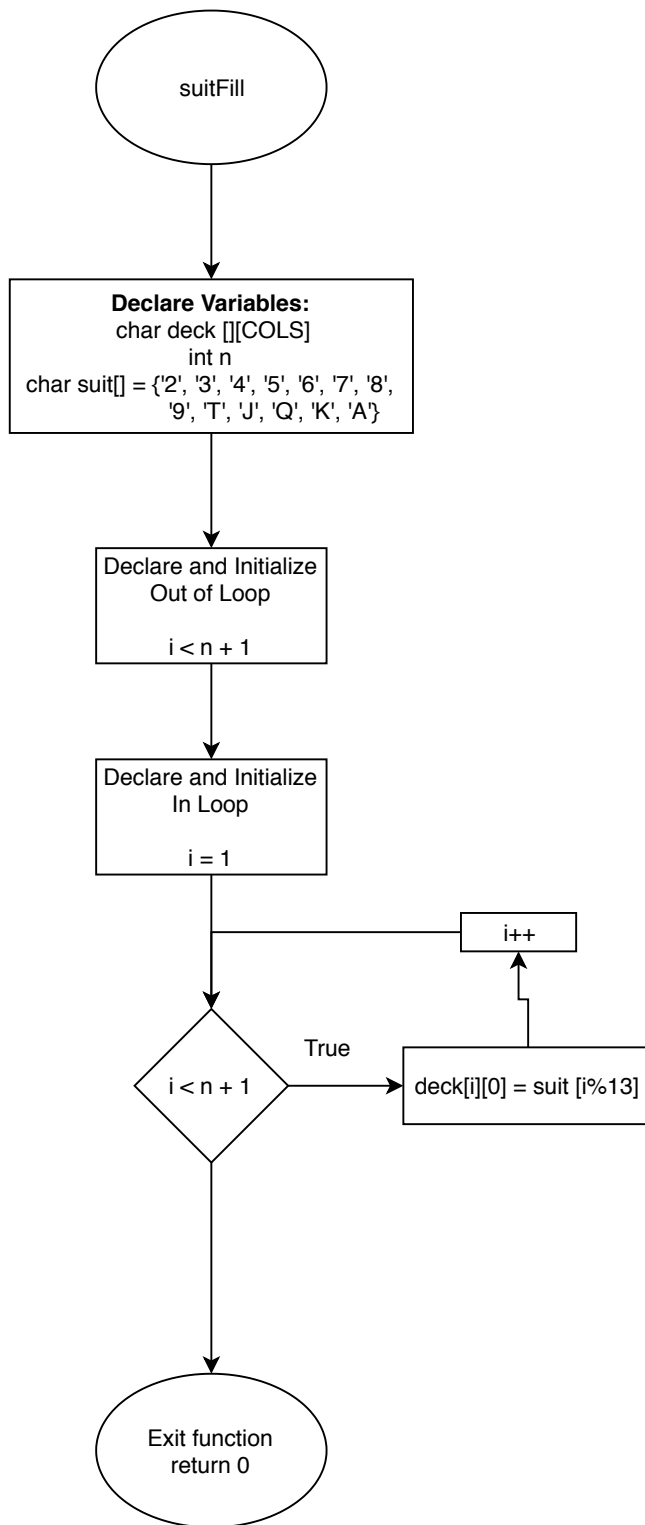 suitFill
Declare Variables:
char deck [][COLS]
int n
char suit[] = {'2', '3', '4', '5', '6', '7', '8',
'9', 'T', 'J', 'Q', 'K', 'A'}
Declare and Initialize
Out of Loop
i < n + 1
Declare and Initialize
In Loop
i = 1
i++
True
i < n + 1
deck[i][0] = suit [i%13]
Exit function
return 0